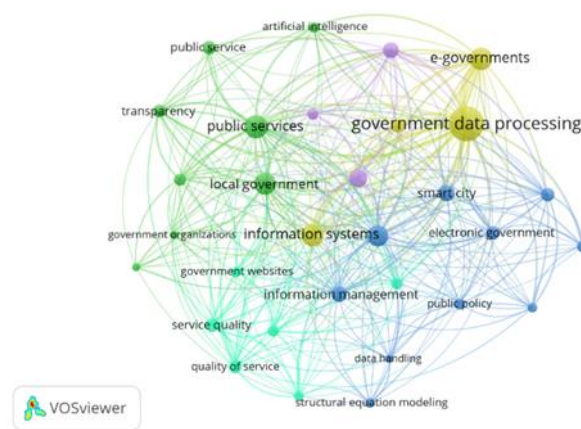 artificial intelligence
public service
e-governments
transparency
public services
government data processing
local government
smart city
government organizations
information systems
electronic government
government websites
information management
public policy
service quality
data handling
quality of service
structural equation modeling
VOSviewer